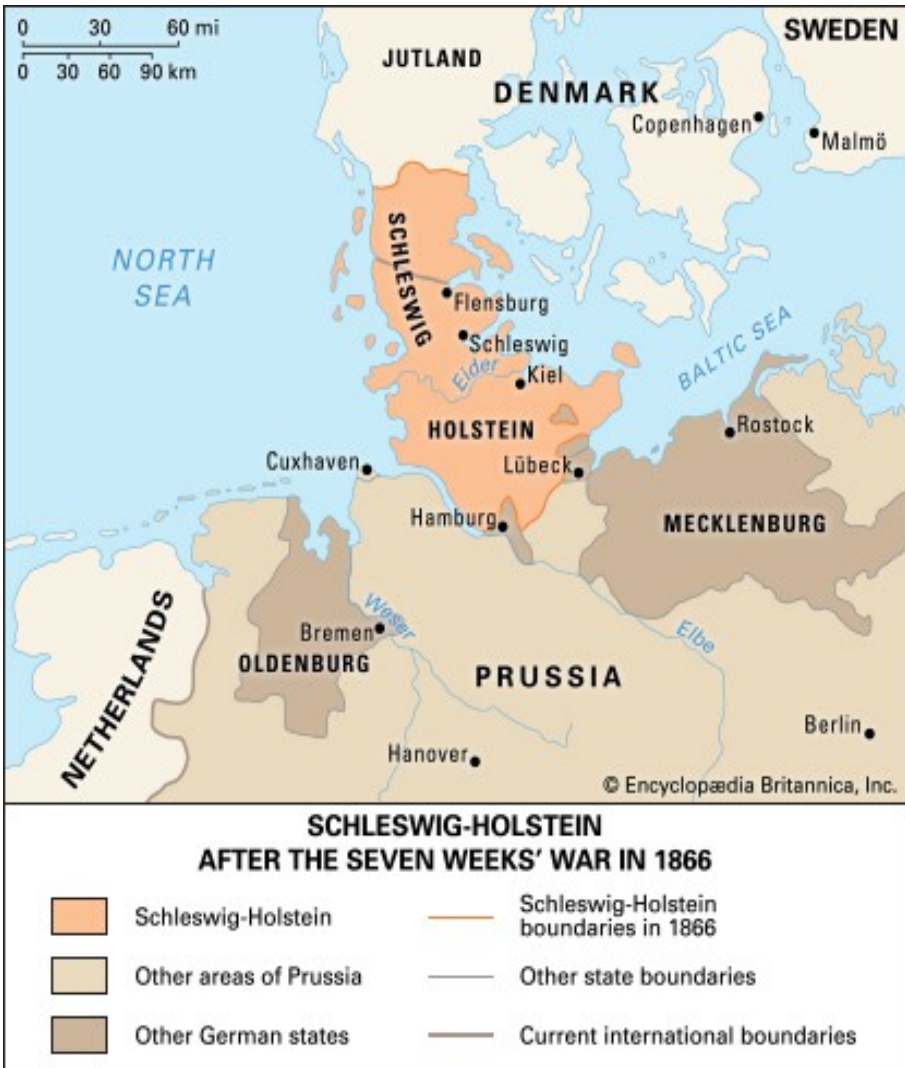 0 30 60 mi
0 30 60 90 km
SWEDEN
JUTLAND
DENMARK
Copenhagen
Malmö
NORTH
SEA
SCHLESWIG
Flensburg
Schleswig
Eider
Kiel
BALTIC SEA
HOLSTEIN
Rostock
Cuxhaven
Lübeck
Hamburg
MECKLENBURG
NETHERLANDS
Weser
Bremen
OLDENBURG
Elbe
PRUSSIA
Berlin
Hanover
© Encyclopædia Britannica, Inc.
SCHLESWIG-HOLSTEIN
AFTER THE SEVEN WEEKS' WAR IN 1866
Schleswig-Holstein
Schleswig-Holstein
boundaries in 1866
Other areas of Prussia
Other state boundaries
Other German states
Current international boundaries